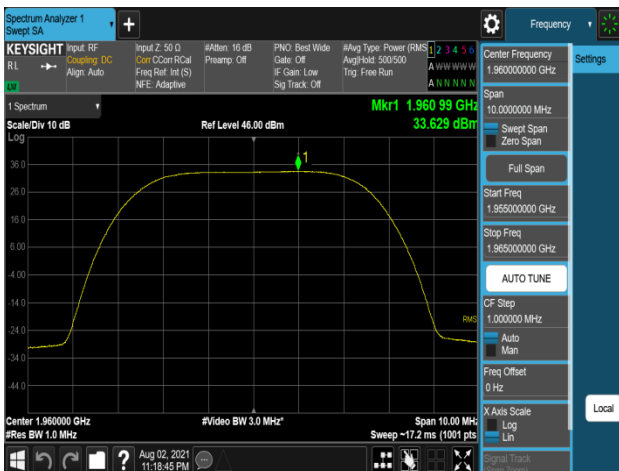 Spectrum Analyzer 1
Swept SA
+
Frequency
KEYSIGHT
RL
LU
Input: RF
Coupling: DC
Align: Auto
Input Z: 50 Ω
Corr CCorr RCal
Freq Ref: Int (S)
NFE: Adaptive
#Atten: 16 dB
Preamp: Off
PNO: Best Wide
Gate: Off
IF Gain: Low
Sig Track: Off
#Avg Type: Power (RMS
Avg|Hold: 500/500
Trig: Free Run
1 2 3 4 5 6
A W W W W W
A N N N N N
1 Spectrum
Scale/Div 10 dB
Log
Ref Level 46.00 dBm
Mkr1 1.960 99 GHz
33.629 dBm
1
36.0
26.0
16.0
6.00
-4.00
-14.0
-24.0
-34.0
-44.0
RMS
Center 1.960000 GHz
#Res BW 1.0 MHz
#Video BW 3.0 MHz*
Span 10.00 MHz
Sweep ~17.2 ms (1001 pts
Aug 02, 2021
11:18:45 PM
?
Center Frequency
1.960000000 GHz
Span
10.0000000 MHz
Swept Span
Zero Span
Full Span
Start Freq
1.955000000 GHz
Stop Freq
1.965000000 GHz
AUTO TUNE
CF Step
1.000000 MHz
Auto
Man
Freq Offset
0 Hz
X Axis Scale
Log
Lin
Signal Track
Settings
Local